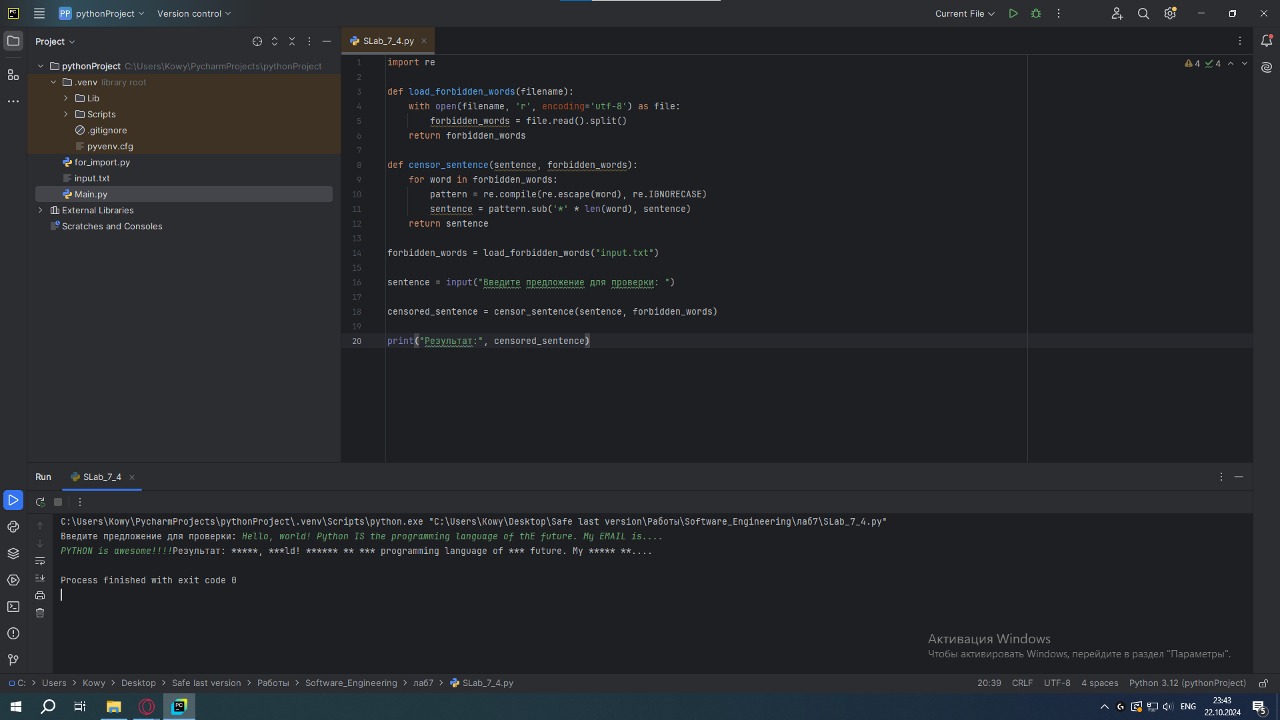 PC PP pythonProject Version control Current File
Project
SLab_7_4.py
pythonProject C:\Users\Kowy\PycharmProjects\pythonProject
.venv library root
Lib
Scripts
.gitignore
pyvenv.cfg
for_import.py
input.txt
Main.py
External Libraries
Scratches and Consoles
4 4
1 import re
2
3 def load_forbidden_words(filename):
4 with open(filename, 'r', encoding='utf-8') as file:
5 forbidden_words = file.read().split()
6 return forbidden_words
7
8 def censor_sentence(sentence, forbidden_words):
9 for word in forbidden_words:
10 pattern = re.compile(re.escape(word), re.IGNORECASE)
11 sentence = pattern.sub('*' * len(word), sentence)
12 return sentence
13
14 forbidden_words = load_forbidden_words("input.txt")
15
16 sentence = input("Введите предложение для проверки: ")
17
18 censored_sentence = censor_sentence(sentence, forbidden_words)
19
20 print("Результат:", censored_sentence)
Run SLab_7_4
C:\Users\Kowy\PycharmProjects\pythonProject\.venv\Scripts\python.exe "C:\Users\Kowy\Desktop\Safe last version\Работы\Software_Engineering\лаб7\SLab_7_4.py"
Введите предложение для проверки: Hello, world! Python IS the programming language of thE future. My EMAIL is....
PYTHON is awesome!!!!Результат: *****, ***ld! ****** ** *** programming language of *** future. My ***** **....
Process finished with exit code 0
Активация Windows
Чтобы активировать Windows, перейдите в раздел "Параметры".
C: Users Kowy Desktop Safe last version Работы Software_Engineering лаб7 SLab_7_4.py 20:39 CRLF UTF-8 4 spaces Python 3.12 (pythonProject)
ENG
23:43
22.10.2024